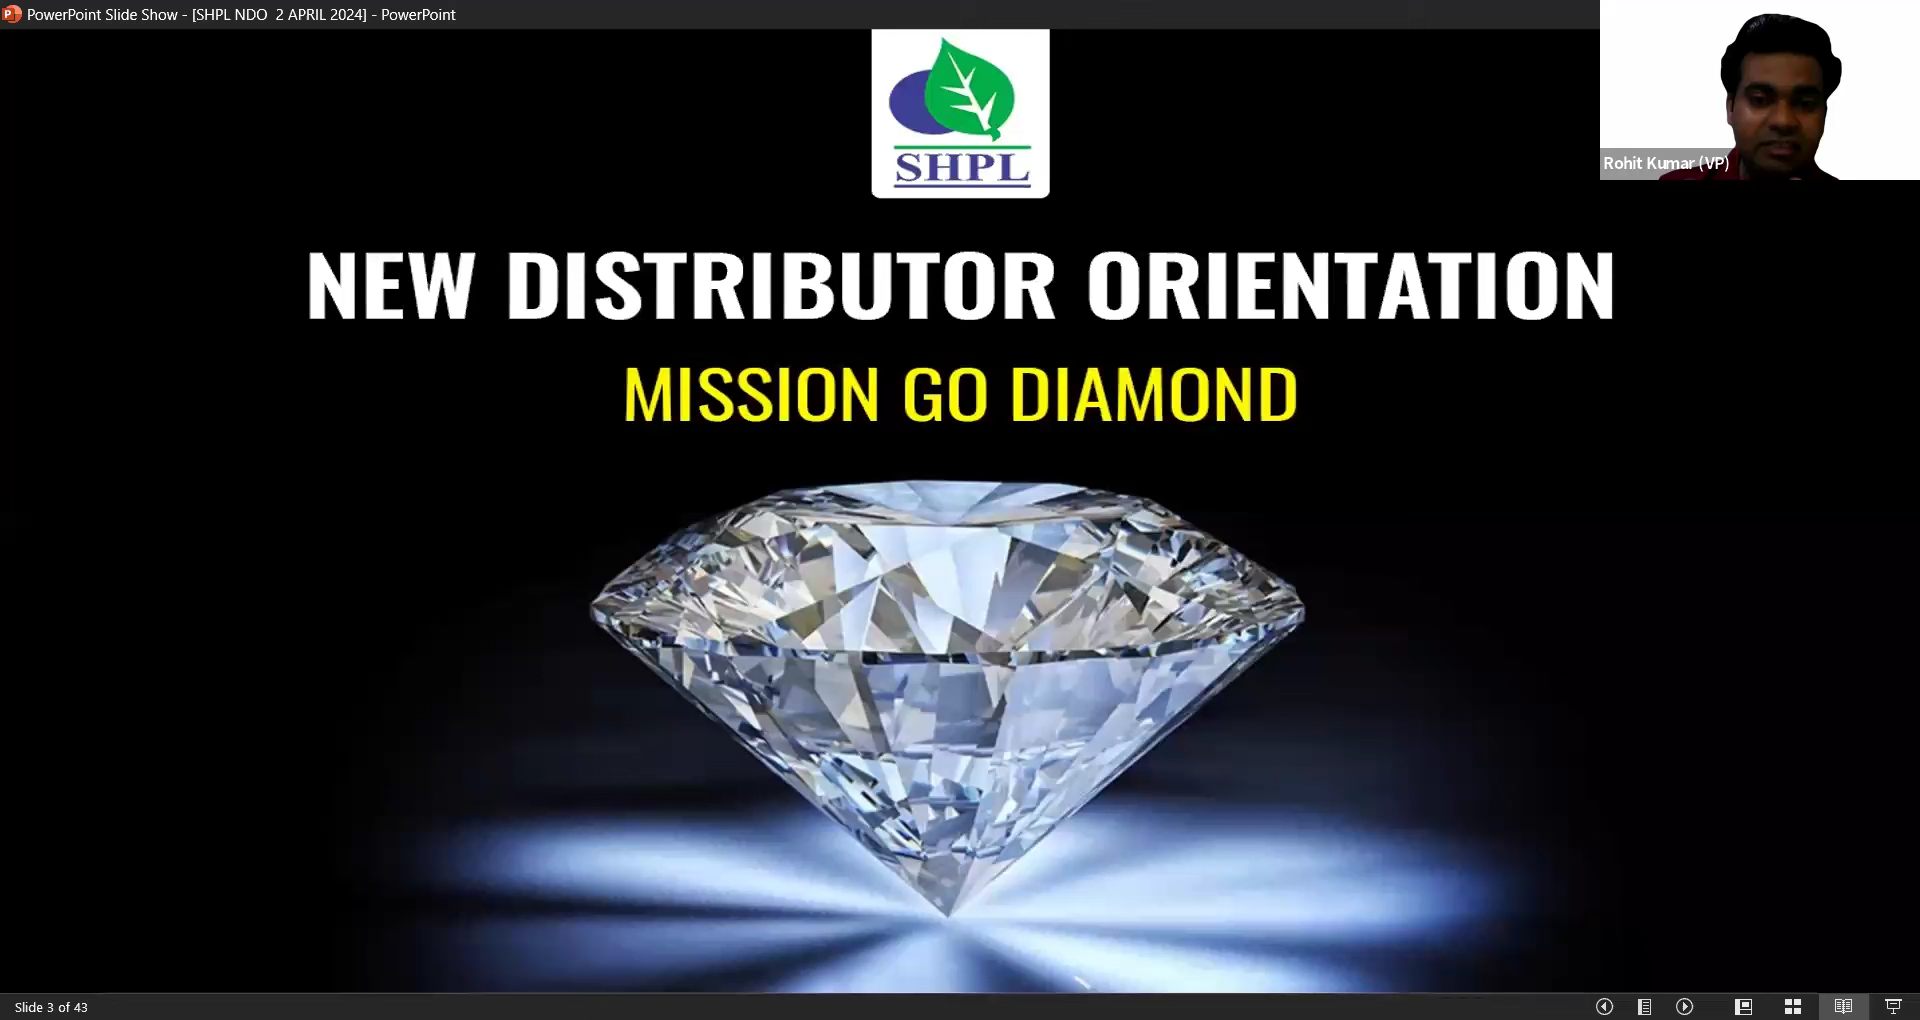 PowerPoint Slide Show - [SHPL NDO  2 APRIL 2024] - PowerPoint
SHPL
Rohit Kumar (VP)
NEW DISTRIBUTOR ORIENTATION
MISSION GO DIAMOND
Slide 3 of 43